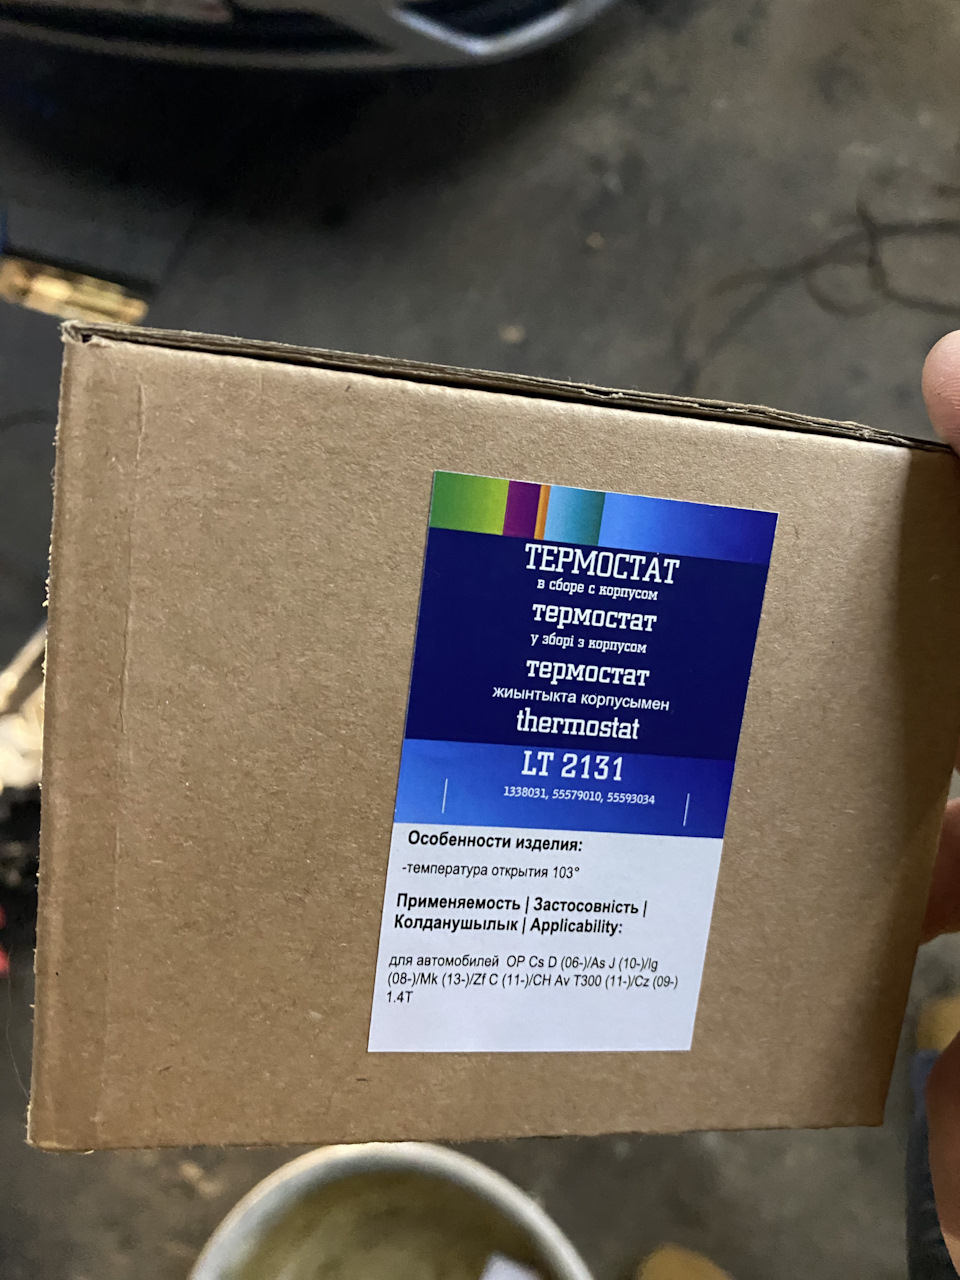 ТЕРМОСТАТ
в сборе с корпусом
термостат
у зборі з корпусом
термостат
жиынтыкта корпусымен
thermostat
LT 2131
1338031, 55579010, 55593034
Особенности изделия:
-температура открытия 103°
Применяемость | Застосовність |
Колданушылык | Applicability:
для автомобилей OP Cs D (06-)/As J (10-)/Ig
(08-)/Mk (13-)/Zf C (11-)/CH Av T300 (11-)/Cz (09-)
1.4T